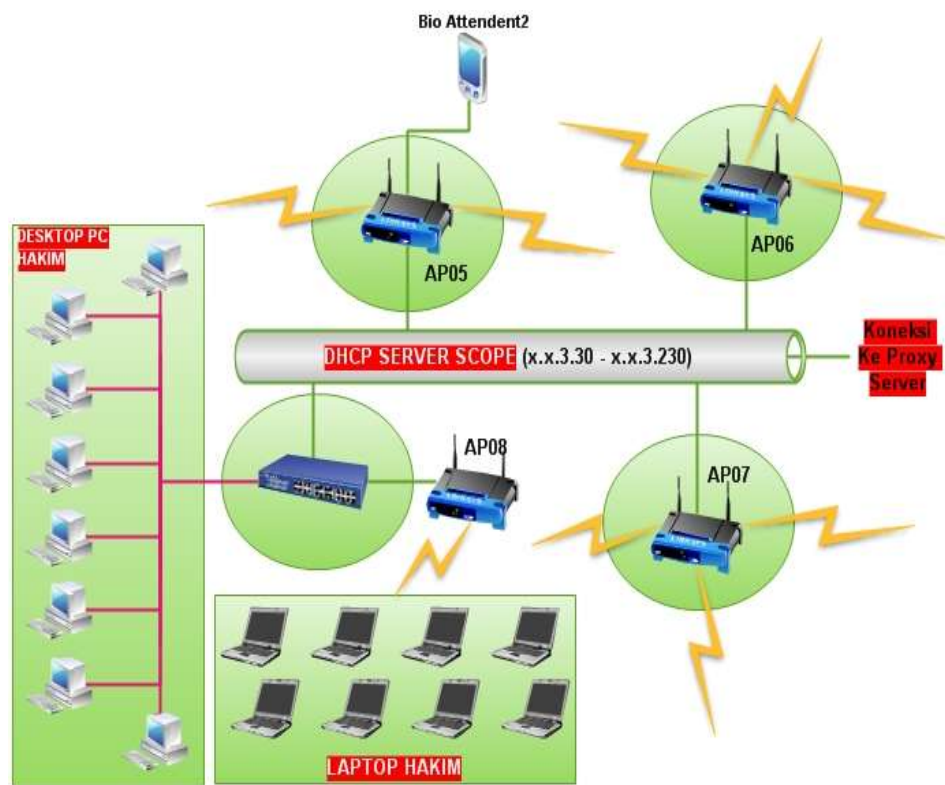 Bio Attendent2
AP05
AP06
DESKTOP PC
HAKIM
DHCP SERVER SCOPE (x.x.3.30 - x.x.3.230)
Koneksi
Ke Proxy
Server
AP08
AP07
LAPTOP HAKIM